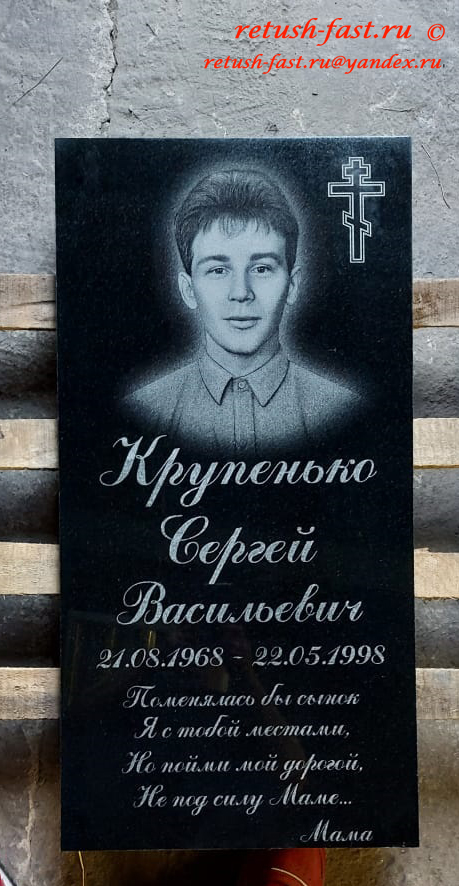 retush-fast.ru ©
retush-fast.ru@yandex.ru
Крупенько
Сергей
Васильевич
21.08.1968 - 22.05.1998
Поменялась бы сынок
Я с тобой местами,
Но пойми мой дорогой,
Не под силу Маме...
Мама